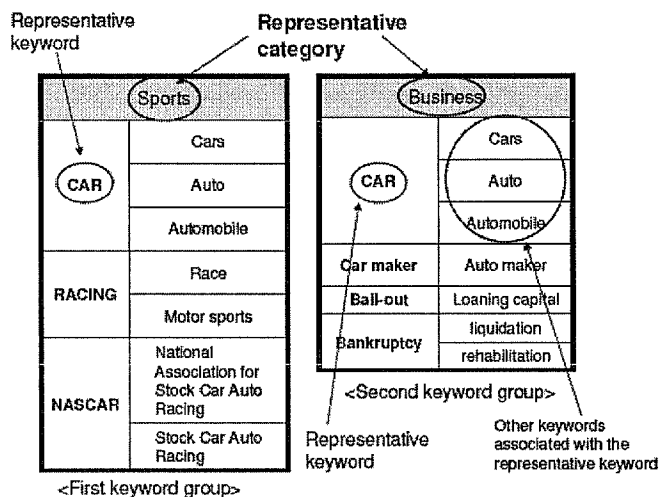 Representative
keyword
Representative
category
Sports
CAR
Cars
Auto
Automobile
RACING
Race
Motor sports
NASCAR
National
Association for
Stock Car Auto
Racing
Stock Car Auto
Racing
<First keyword group>
Business
CAR
Cars
Auto
Automobile
Car maker
Auto maker
Bail-out
Loaning capital
Bankruptcy
liquidation
rehabilitation
<Second keyword group>
Representative
keyword
Other keywords
associated with the
representative keyword